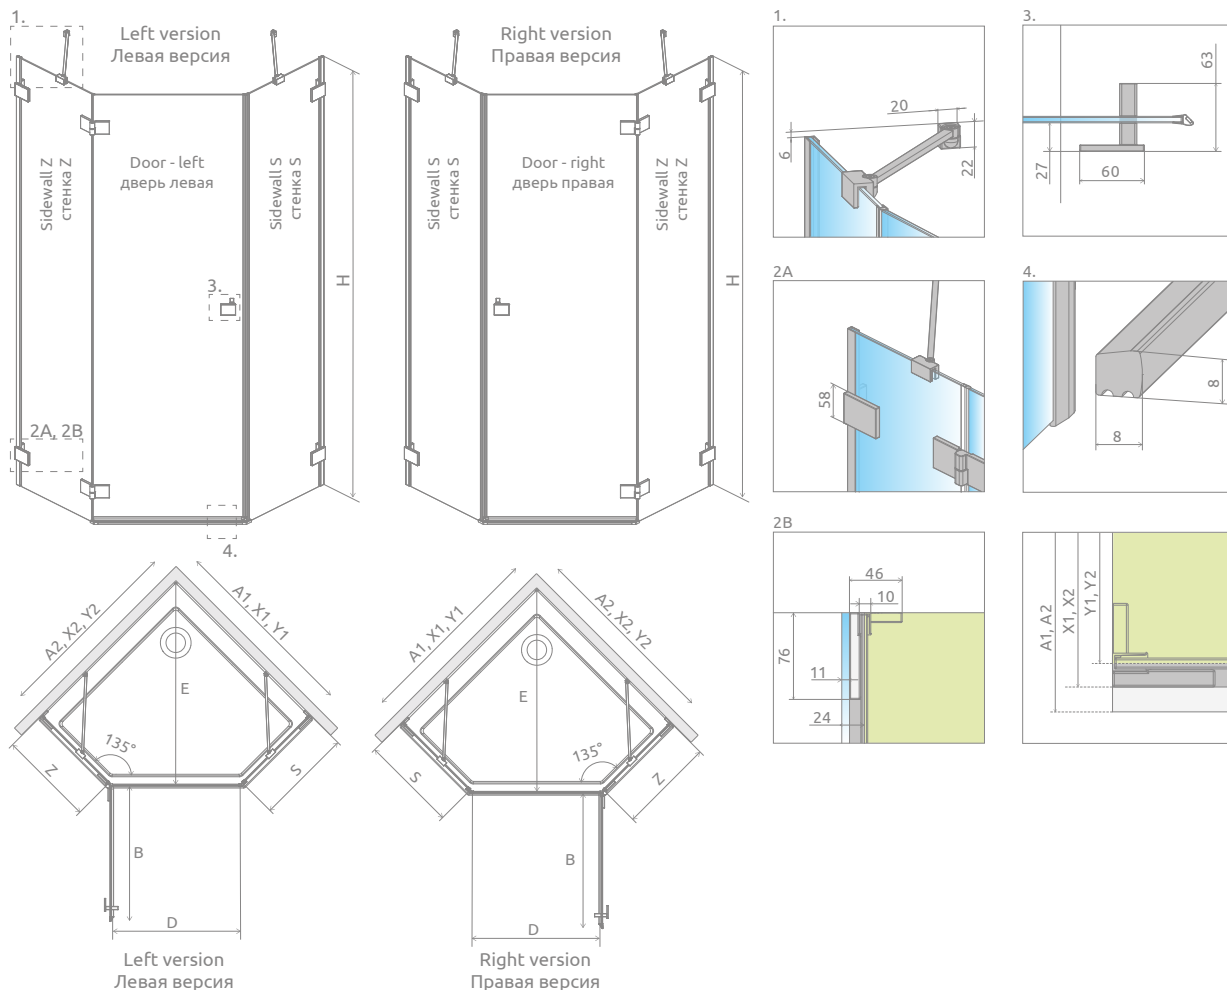 1.
Left version
Левая версия
Sidewall Z
стенка Z
Door - left
дверь левая
Sidewall S
стенка S
H
3.
2A, 2B
4.
Right version
Правая версия
Sidewall S
стенка S
Door - right
дверь правая
Sidewall Z
стенка Z
H
A2, X2, Y2
A1, X1, Y1
E
135°
Z
S
B
D
Left version
Левая версия
A1, X1, Y1
A2, X2, Y2
E
135°
S
Z
B
D
Right version
Правая версия
1.
20
6
22
3.
63
27
60
2A
58
4.
8
8
2B
46
10
76
11
24
A1, A2
X1, X2
Y1, Y2